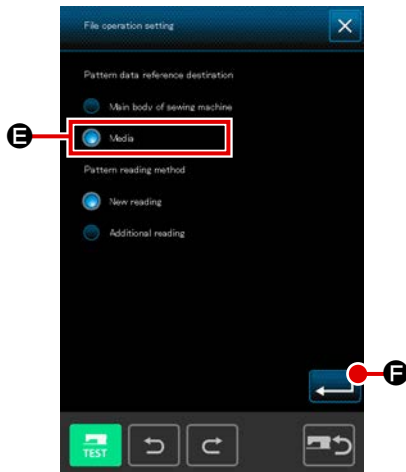 File operation setting
Pattern data reference destination
Main body of sewing machine
E
Media
Pattern reading method
New reading
Additional reading
F
TEST